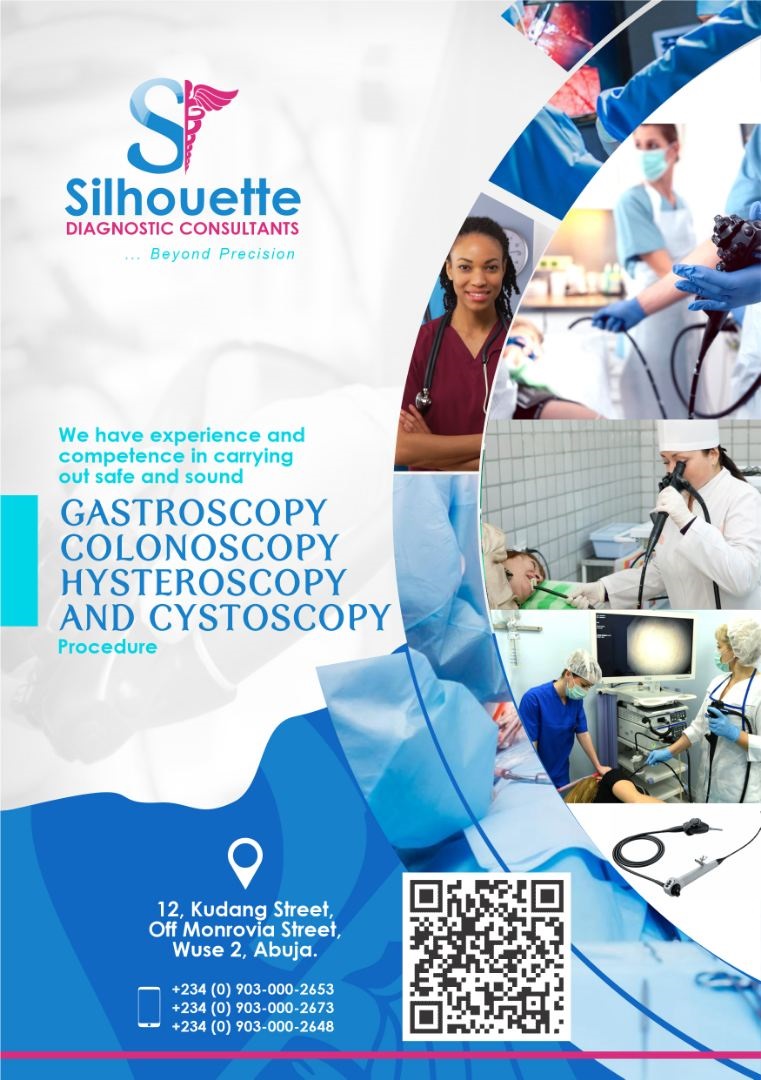 S
Silhouette
DIAGNOSTIC CONSULTANTS
... Beyond Precision
We have experience and
competence in carrying
out safe and sound
GASTROSCOPY
COLONOSCOPY
HYSTEROSCOPY
AND CYSTOSCOPY
Procedure
12, Kudang Street,
Off Monrovia Street,
Wuse 2, Abuja.
+234 (0) 903-000-2653
+234 (0) 903-000-2673
+234 (0) 903-000-2648